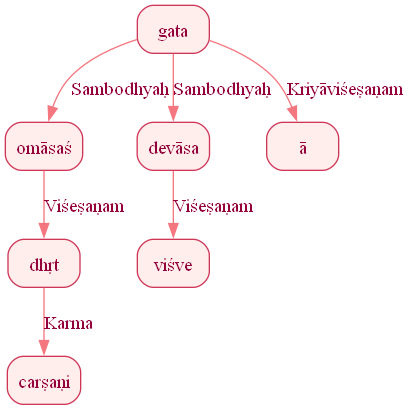 gata
Sambodhyaḥ Sambodhyaḥ Kriyāviśeṣaṇam
omāsaś devāsa ā
Viśeṣaṇam Viśeṣaṇam
dhṛt viśve
Karma
carṣaṇi